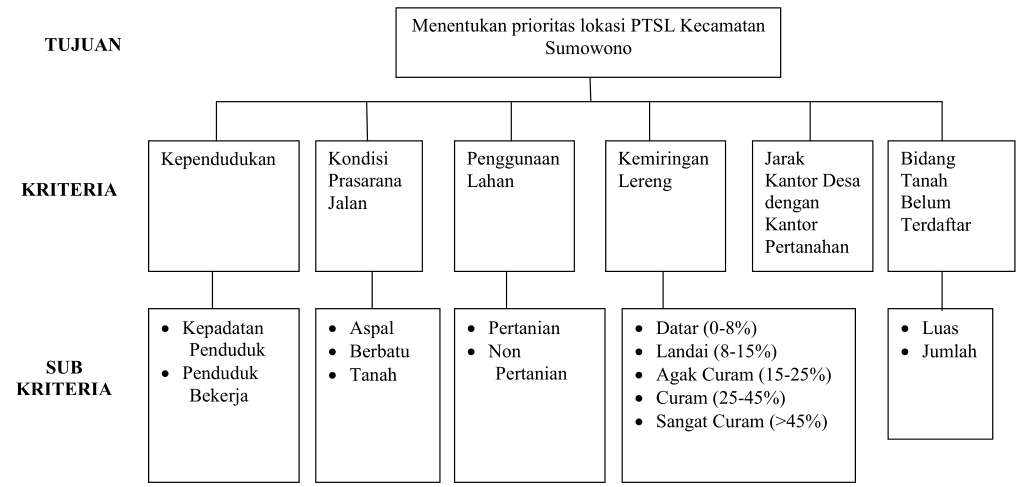 TUJUAN
Menentukan prioritas lokasi PTSL Kecamatan
Sumowono
KRITERIA
Kependudukan
Kondisi
Prasarana
Jalan
Penggunaan
Lahan
Kemiringan
Lereng
Jarak
Kantor Desa
dengan
Kantor
Pertanahan
Bidang
Tanah
Belum
Terdaftar
SUB
KRITERIA
• Kepadatan
Penduduk
• Penduduk
Bekerja
• Aspal
• Berbatu
• Tanah
• Pertanian
• Non
Pertanian
• Datar (0-8%)
• Landai (8-15%)
• Agak Curam (15-25%)
• Curam (25-45%)
• Sangat Curam (>45%)
• Luas
• Jumlah